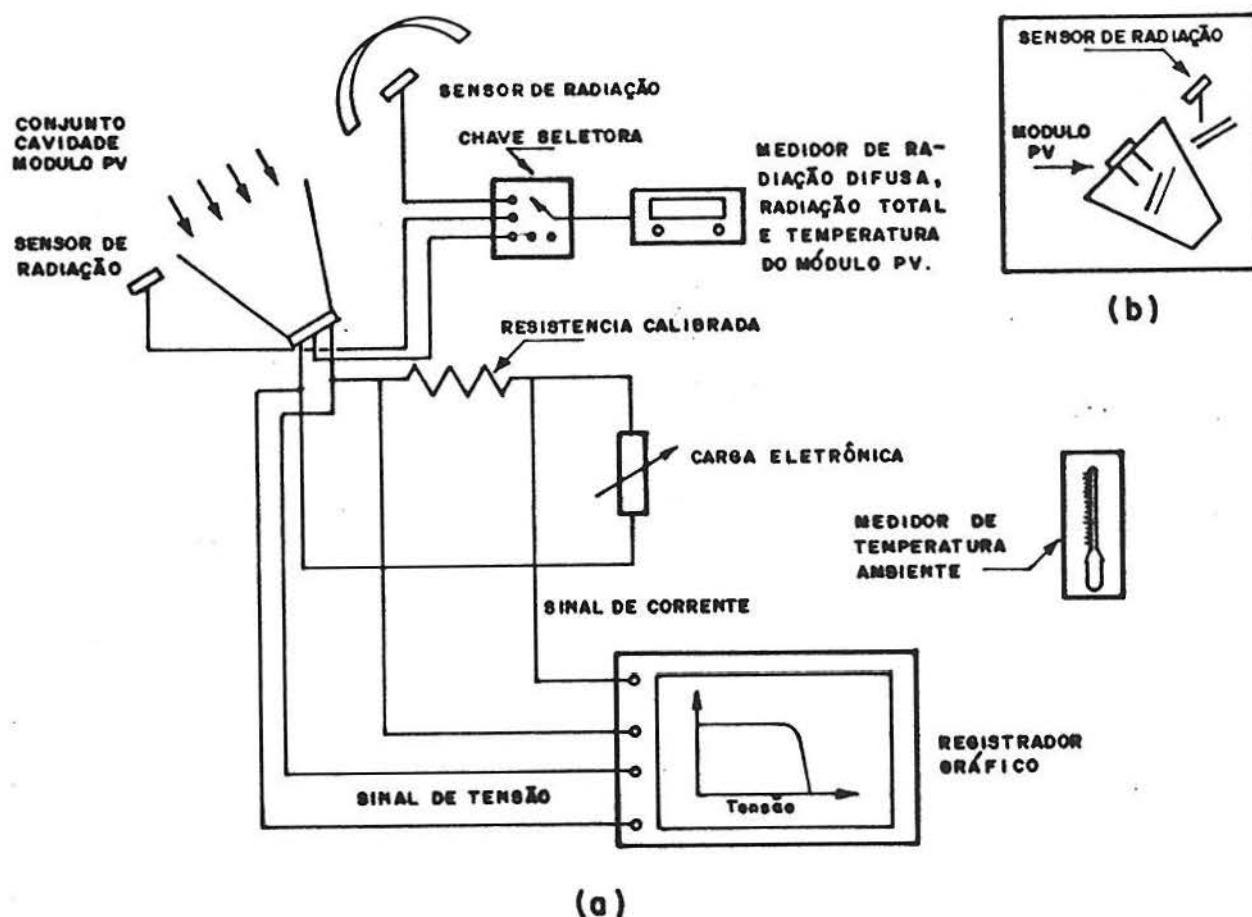 SENSOR DE RADIAÇÃO
CHAVE SELETORA
CONJUNTO
CAVIDADE
MODULO PV
SENSOR DE
RADIAÇÃO
MEDIDOR DE RA-
DIAÇÃO DIFUSA,
RADIAÇÃO TOTAL
E TEMPERATURA
DO MÓDULO PV.
RESISTENCIA CALIBRADA
CARGA ELETRÔNICA
SINAL DE CORRENTE
SINAL DE TENSÃO
Tensão
REGISTRADOR
GRÁFICO
MEDIDOR DE
TEMPERATURA
AMBIENTE
(a)
SENSOR DE RADIAÇÃO
MODULO
PV
(b)